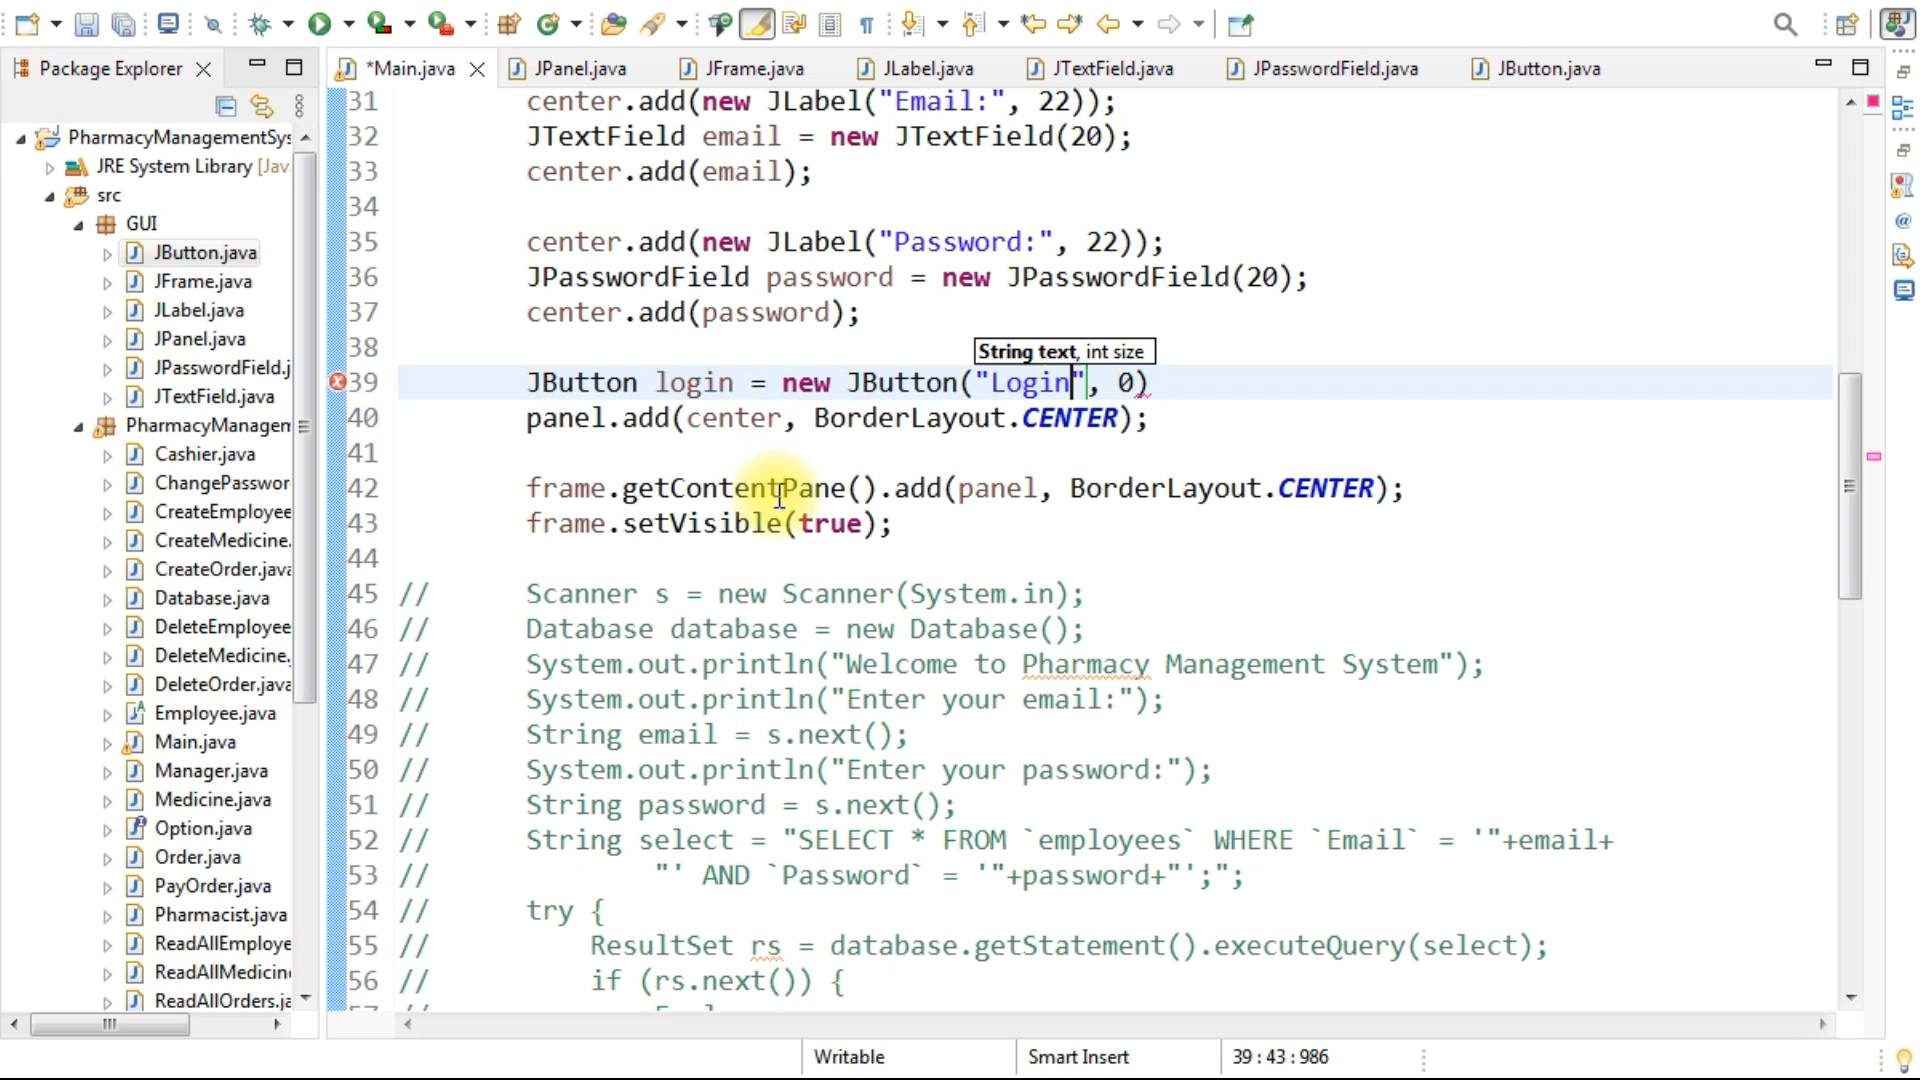 Package Explorer
*Main.java
JPanel.java
JFrame.java
JLabel.java
JTextField.java
JPasswordField.java
JButton.java
PharmacyManagementSys
JRE System Library [Jav
src
GUI
JButton.java
JFrame.java
JLabel.java
JPanel.java
JPasswordField.j
JTextField.java
PharmacyManagem
Cashier.java
ChangePasswor
CreateEmployee
CreateMedicine.
CreateOrder.java
Database.java
DeleteEmployee
DeleteMedicine.
DeleteOrder.java
Employee.java
Main.java
Manager.java
Medicine.java
Option.java
Order.java
PayOrder.java
Pharmacist.java
ReadAllEmploye
ReadAllMedicin
ReadAllOrders.ja
31 center.add(new JLabel("Email:", 22));
32 JTextField email = new JTextField(20);
33 center.add(email);
34
35 center.add(new JLabel("Password:", 22));
36 JPasswordField password = new JPasswordField(20);
37 center.add(password);
38
String text, int size
39 JButton login = new JButton("Login", 0)
40 panel.add(center, BorderLayout.CENTER);
41
42 frame.getContentPane().add(panel, BorderLayout.CENTER);
43 frame.setVisible(true);
44
45 // Scanner s = new Scanner(System.in);
46 // Database database = new Database();
47 // System.out.println("Welcome to Pharmacy Management System");
48 // System.out.println("Enter your email:");
49 // String email = s.next();
50 // System.out.println("Enter your password:");
51 // String password = s.next();
52 // String select = "SELECT * FROM `employees` WHERE `Email` = '"+email+
53 // "' AND `Password` = '"+password+"';";
54 // try {
55 // ResultSet rs = database.getStatement().executeQuery(select);
56 // if (rs.next()) {
Writable
Smart Insert
39 : 43 : 986